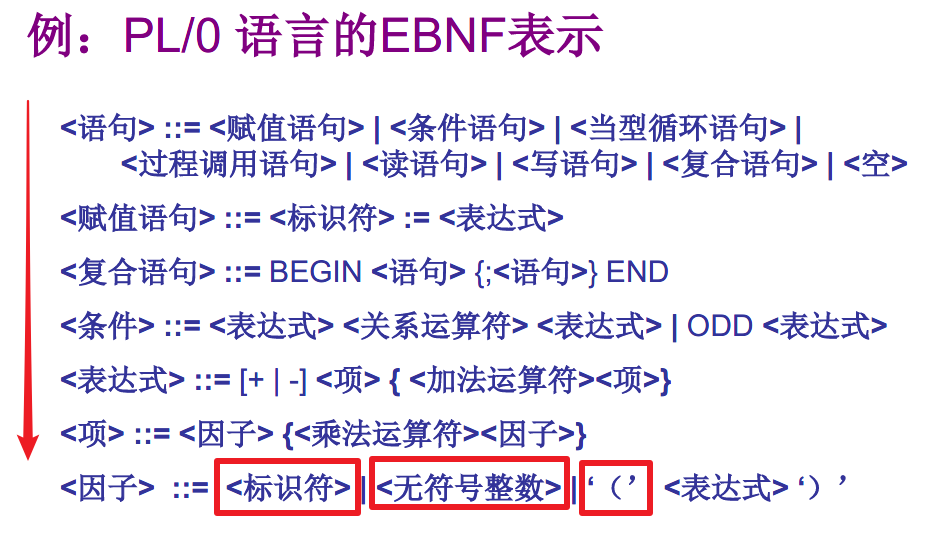 例：PL/0 语言的EBNF表示
<语句> ::= <赋值语句> | <条件语句> | <当型循环语句> |
<过程调用语句> | <读语句> | <写语句> | <复合语句> | <空>
<赋值语句> ::= <标识符> := <表达式>
<复合语句> ::= BEGIN <语句> {;<语句>} END
<条件> ::= <表达式> <关系运算符> <表达式> | ODD <表达式>
<表达式> ::= [+ | -] <项> { <加法运算符><项>}
<项> ::= <因子> {<乘法运算符><因子>}
<因子> ::= <标识符> | <无符号整数> | ‘（’ <表达式> ‘）’